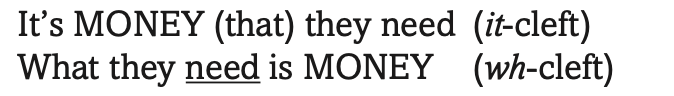 It’s MONEY (that) they need (it-cleft)
What they need is MONEY (wh-cleft)